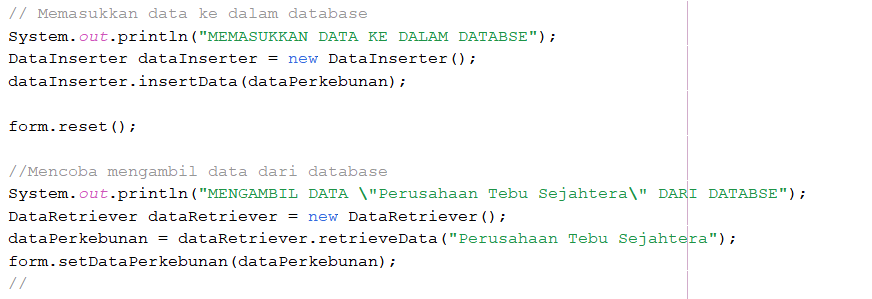 // Memasukkan data ke dalam database
System.out.println("MEMASUKKAN DATA KE DALAM DATABSE");
DataInserter dataInserter = new DataInserter();
dataInserter.insertData(dataPerkebunan);
form.reset();
//Mencoba mengambil data dari database
System.out.println("MENGAMBIL DATA \"Perusahaan Tebu Sejahtera\" DARI DATABSE");
DataRetriever dataRetriever = new DataRetriever();
dataPerkebunan = dataRetriever.retrieveData("Perusahaan Tebu Sejahtera");
form.setDataPerkebunan(dataPerkebunan);
//